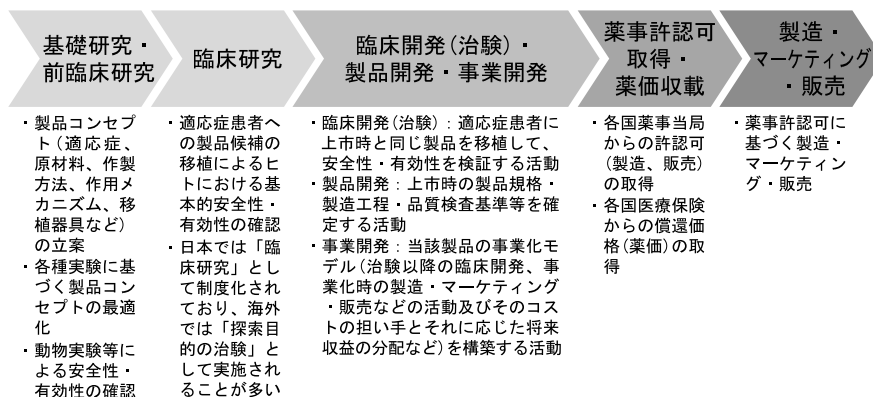 基礎研究・
前臨床研究
・製品コンセプ
ト(適応症、
原材料、作製
方法、作用メ
カニズム、移
植器具など)
の立案
・各種実験に基
づく製品コン
セプトの最適
化
・動物実験等に
よる安全性・
有効性の確認
臨床研究
・適応症患者へ
の製品候補の
移植によるヒ
トにおける基
本的安全性・
有効性の確認
・日本では「臨
床研究」とし
て制度化され
ており、海外
では「探索目
的の治験」と
して実施され
ることが多い
臨床開発(治験)・
製品開発・事業開発
・臨床開発(治験)：適応症患者に
上市時と同じ製品を移植して、
安全性・有効性を検証する活動
・製品開発：上市時の製品規格・
製造工程・品質検査基準等を確
定する活動
・事業開発：当該製品の事業化モ
デル(治験以降の臨床開発、事
業化時の製造・マーケティング
・販売などの活動及びそのコス
トの担い手とそれに応じた将来
収益の分配など)を構築する活動
薬事許認可
取得・
薬価収載
・各国薬事当局
からの許認可
(製造、販売)
の取得
・各国医療保険
からの償還価
格(薬価)の取
得
製造・
マーケティング
・販売
・薬事許認可に
基づく製造・
マーケティン
グ・販売